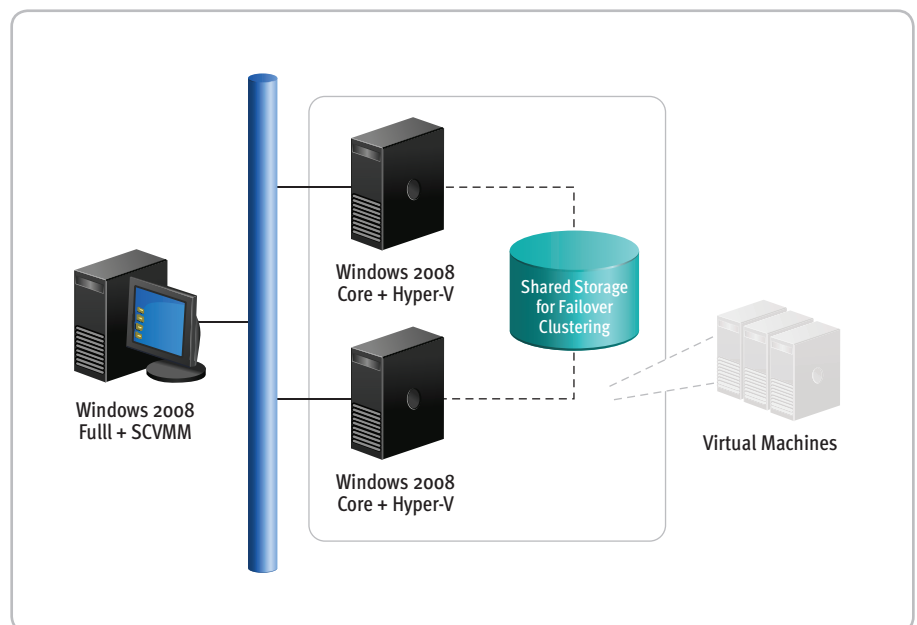 Windows 2008
Core + Hyper-V
Shared Storage
for Failover
Clustering
Windows 2008
Fulll + SCVMM
Virtual Machines
Windows 2008
Core + Hyper-V